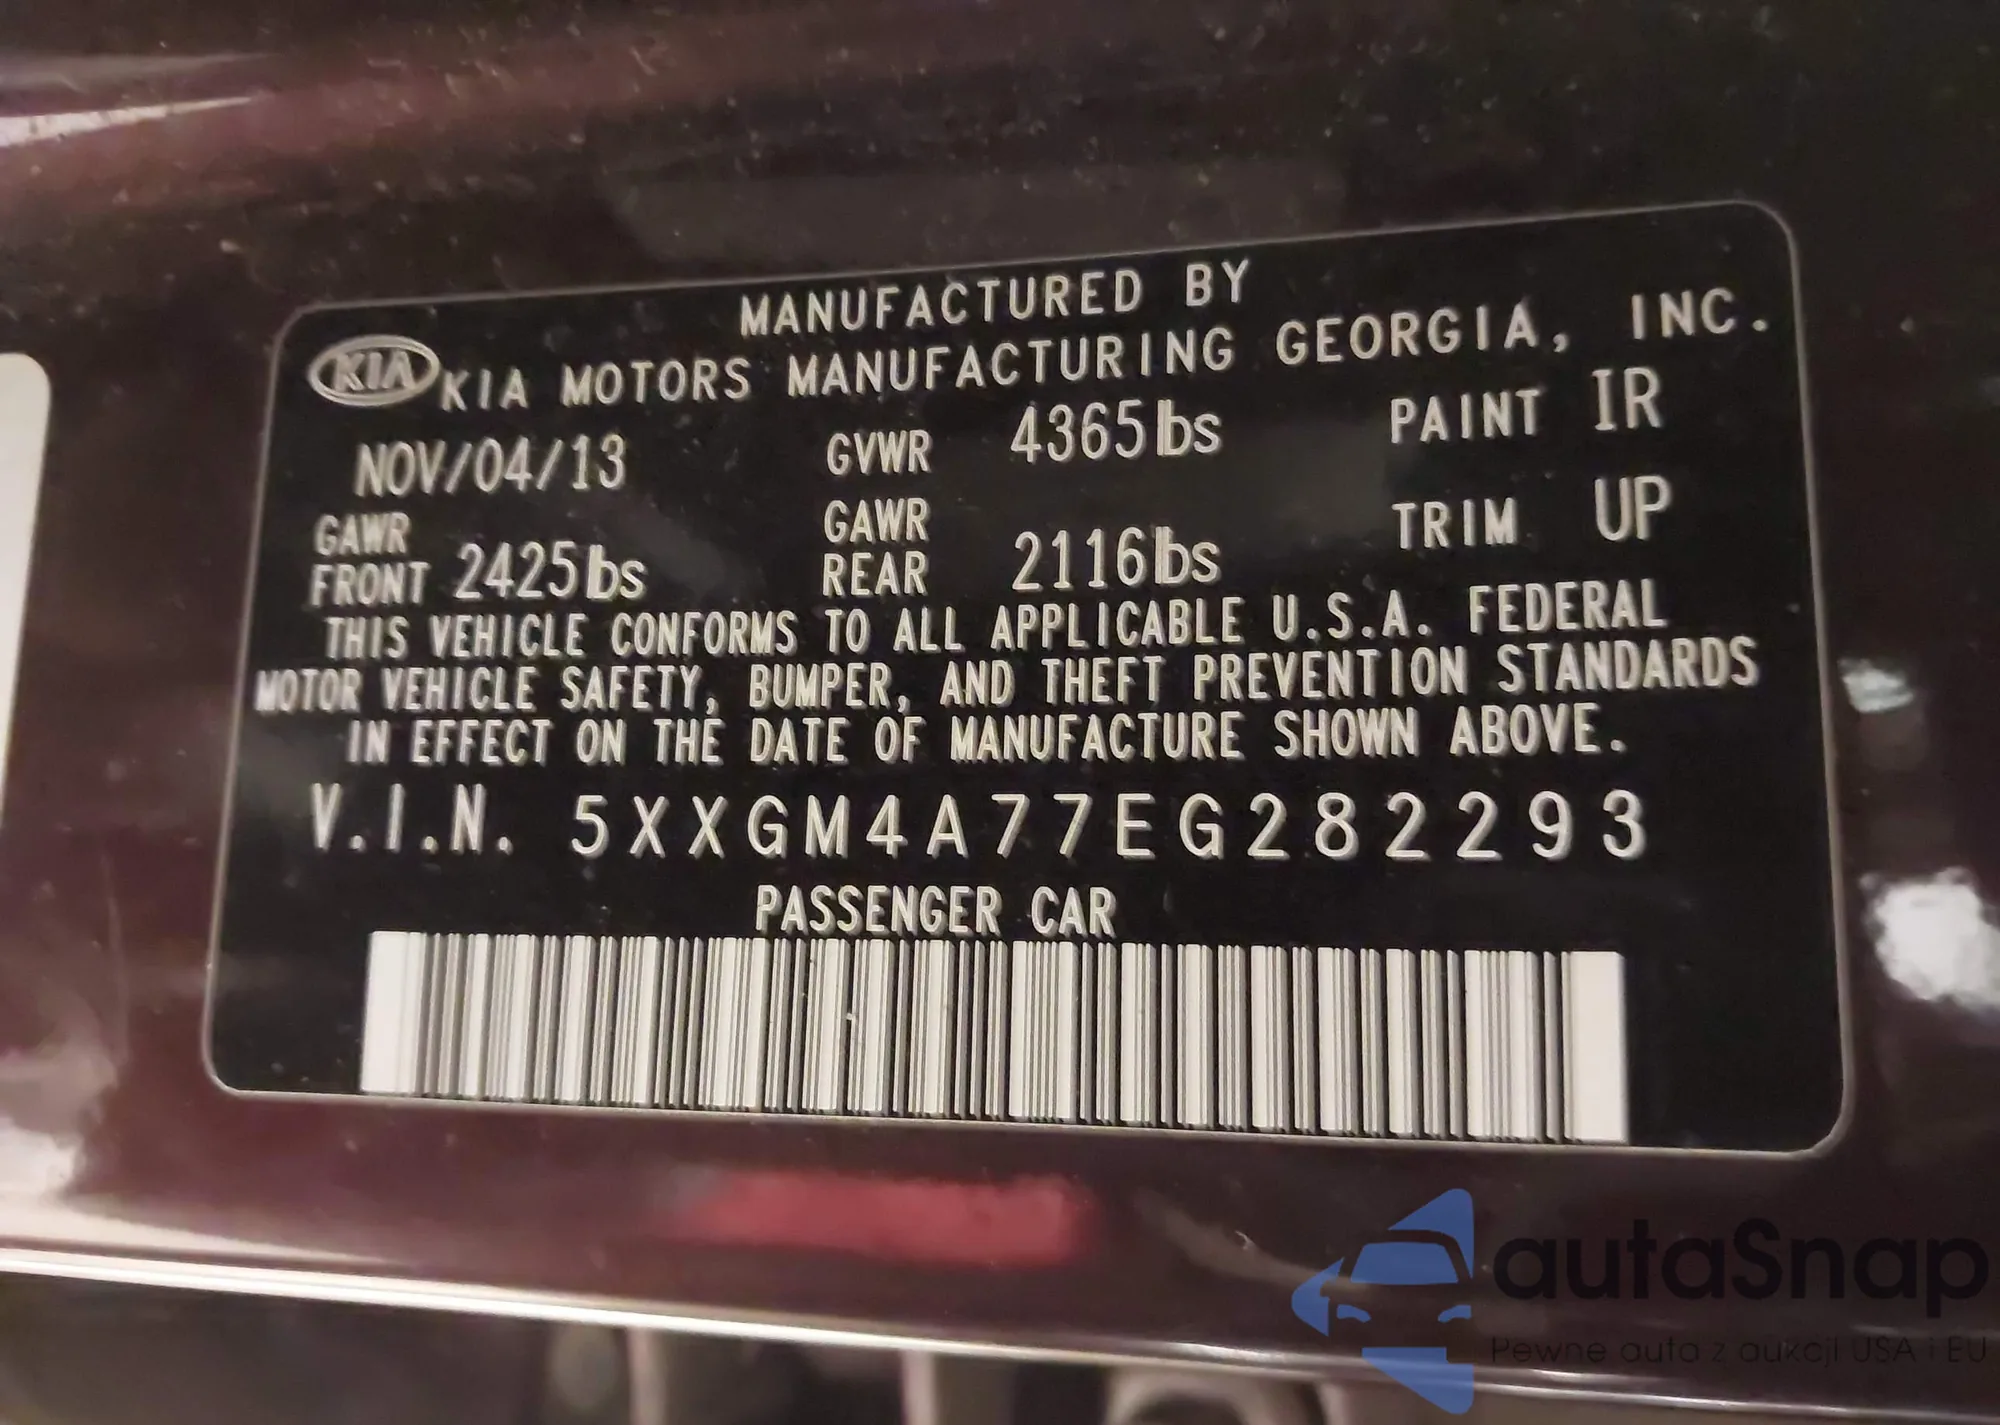 MANUFACTURED BY
KIA KIA MOTORS MANUFACTURING GEORGIA, INC.
NOV/04/13 GVWR 4365lbs PAINT IR
GAWR FRONT 2425lbs GAWR REAR 2116lbs TRIM UP
THIS VEHICLE CONFORMS TO ALL APPLICABLE U.S.A. FEDERAL
MOTOR VEHICLE SAFETY, BUMPER, AND THEFT PREVENTION STANDARDS
IN EFFECT ON THE DATE OF MANUFACTURE SHOWN ABOVE.
V.I.N. 5XXGM4A77EG282293
PASSENGER CAR
autaSnap
Pewne auta z aukcji USA i EU